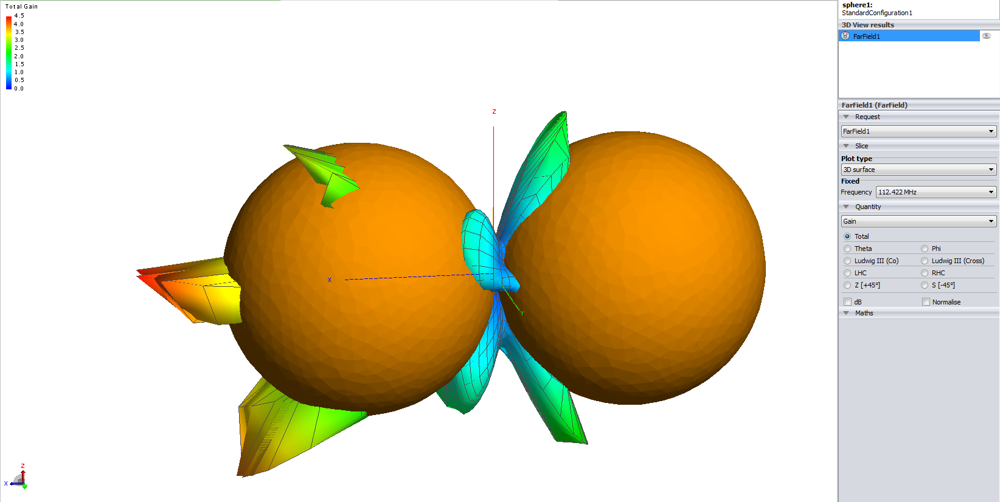 Total Gain
4.5
4.0
3.5
3.0
2.5
2.0
1.5
1.0
0.5
0.0
Z
X
Y
Z
X
sphere1:
StandardConfiguration1
3D View results
FarField1
FarField1 (FarField)
Request
FarField1
Slice
Plot type
3D surface
Fixed
Frequency 112.422 MHz
Quantity
Gain
Total
Theta Phi
Ludwig III (Co) Ludwig III (Cross)
LHC RHC
Z [+45°] S [-45°]
dB Normalise
Maths